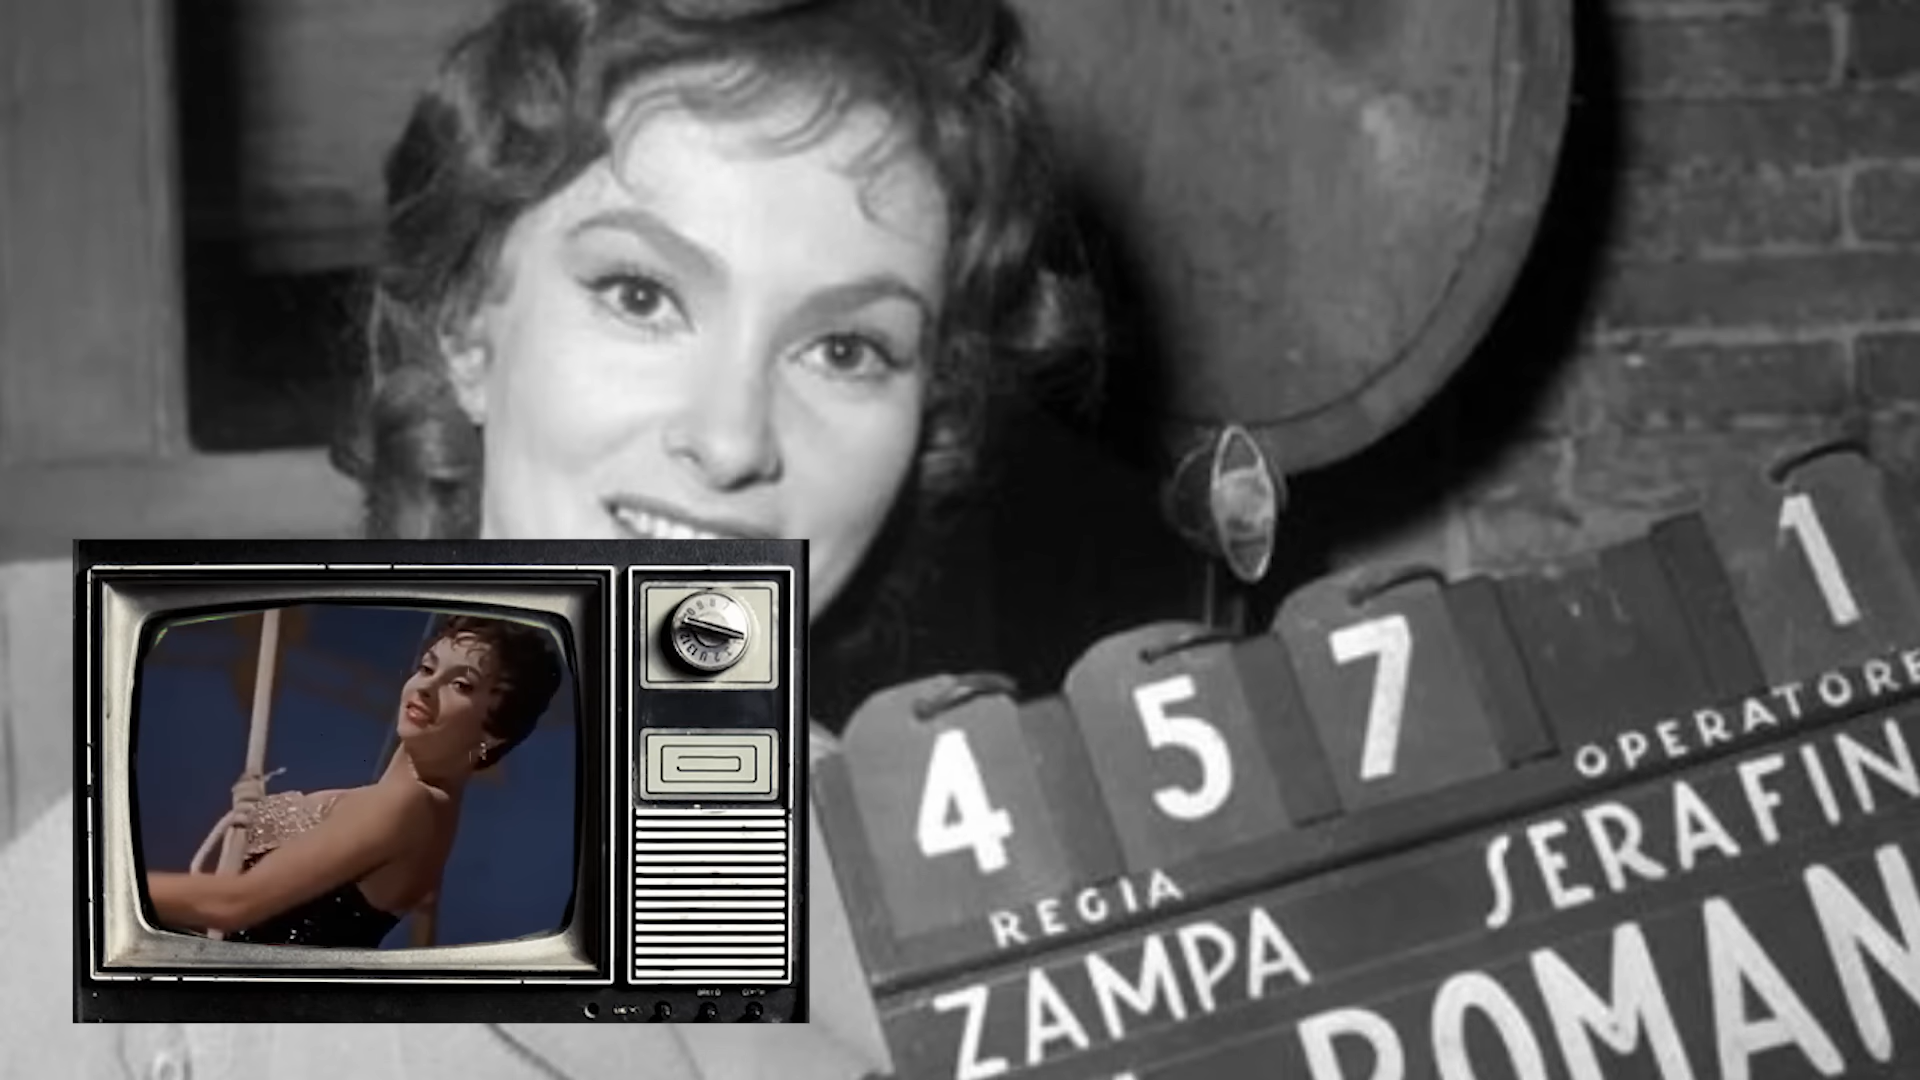 4 5 7 1
REGIA
OPERATORE
ZAMPA
SERAFIN
ROMAN